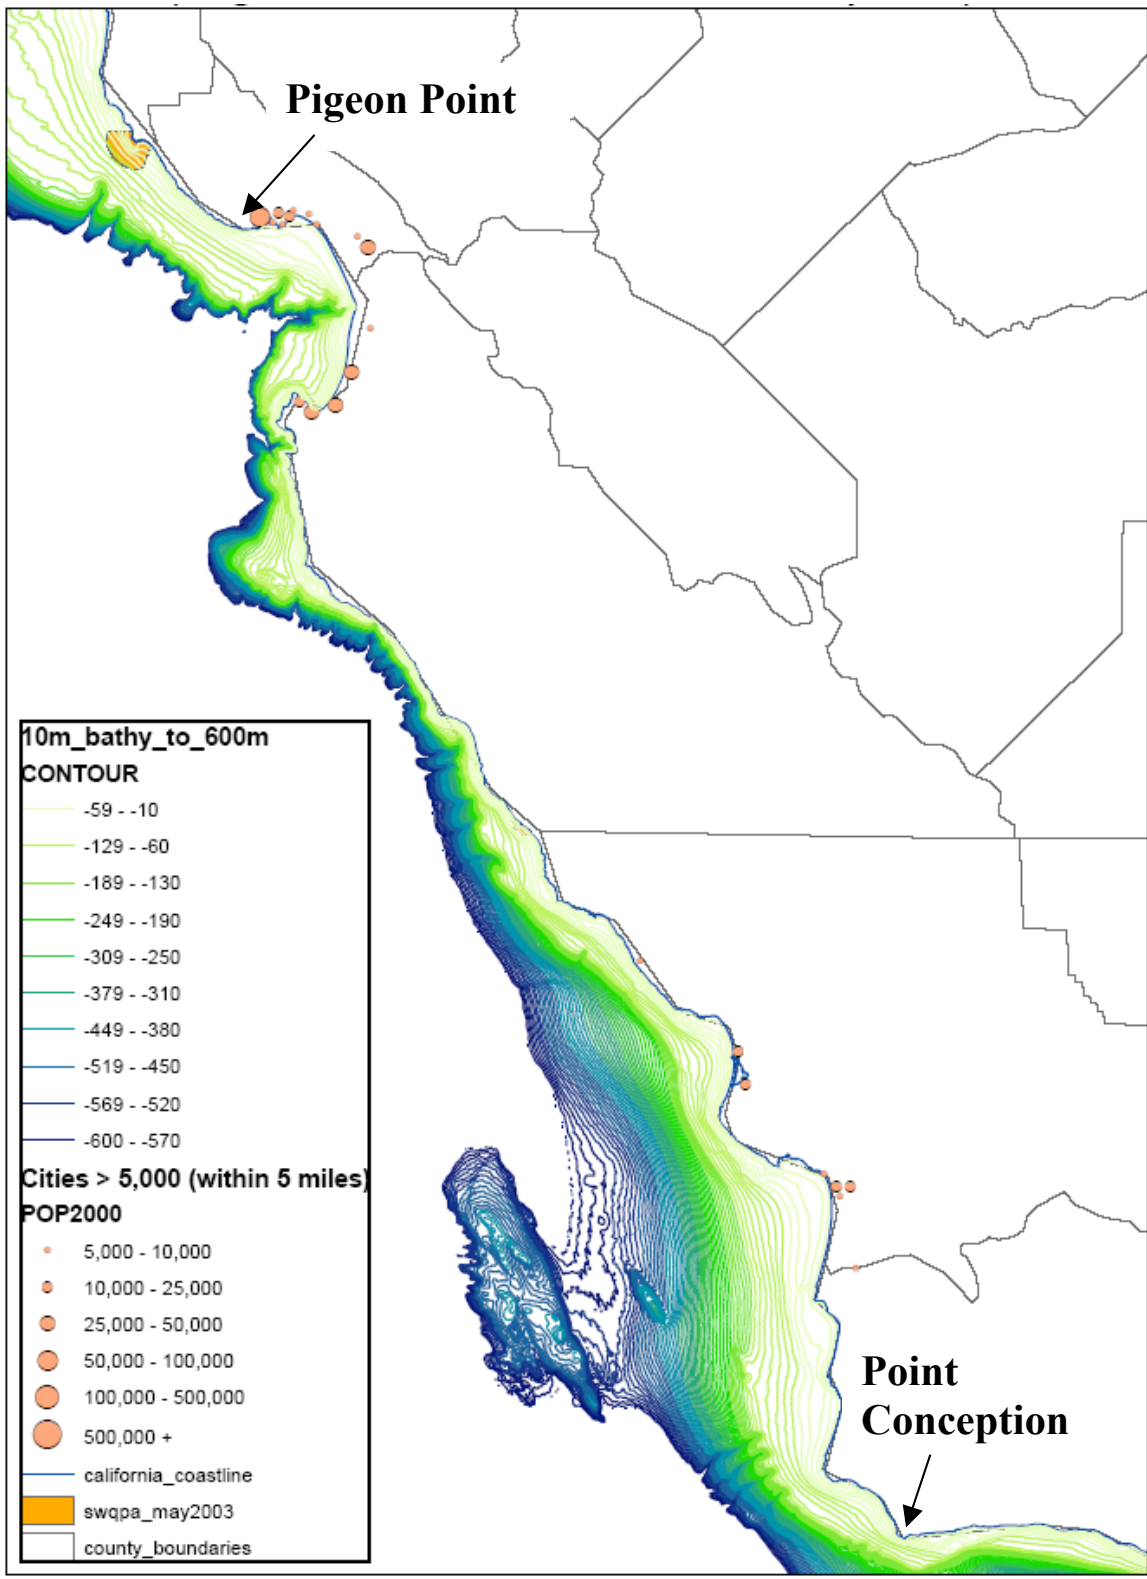 Pigeon Point
10m_bathy_to_600m
CONTOUR
-59 - -10
-129 - -60
-189 - -130
-249 - -190
-309 - -250
-379 - -310
-449 - -380
-519 - -450
-569 - -520
-600 - -570
Cities > 5,000 (within 5 miles)
POP2000
5,000 - 10,000
10,000 - 25,000
25,000 - 50,000
50,000 - 100,000
100,000 - 500,000
500,000 +
california_coastline
swqpa_may2003
county_boundaries
Point
Conception